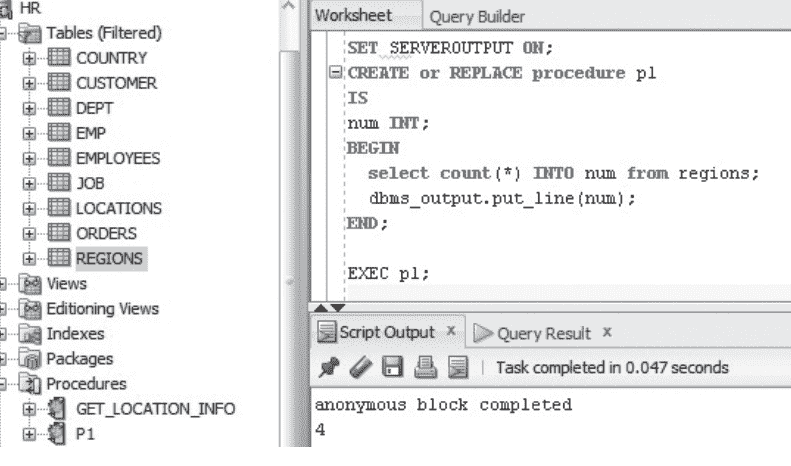 HR
Tables (Filtered)
COUNTRY
CUSTOMER
DEPT
EMP
EMPLOYEES
JOB
LOCATIONS
ORDERS
REGIONS
Views
Editioning Views
Indexes
Packages
Procedures
GET_LOCATION_INFO
P1
Worksheet Query Builder
SET SERVEROUTPUT ON;
CREATE or REPLACE procedure p1
IS
num INT;
BEGIN
select count(*) INTO num from regions;
dbms_output.put_line(num);
END;
EXEC p1;
Script Output x Query Result x
Task completed in 0.047 seconds
anonymous block completed
4